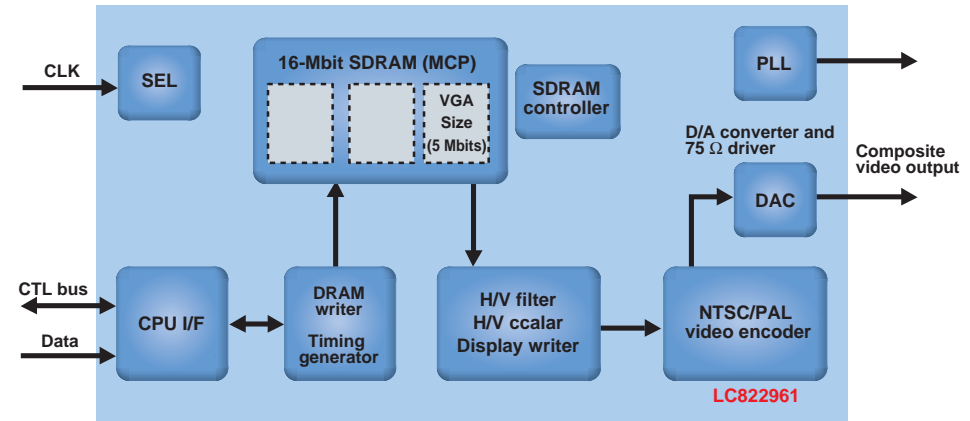 CLK
SEL
16-Mbit SDRAM (MCP)
VGA
Size
(5 Mbits)
SDRAM
controller
PLL
D/A converter and
75 Ω driver
DAC
Composite
video output
CTL bus
Data
CPU I/F
DRAM
writer
Timing
generator
H/V filter
H/V ccalar
Display writer
NTSC/PAL
video encoder
LC822961